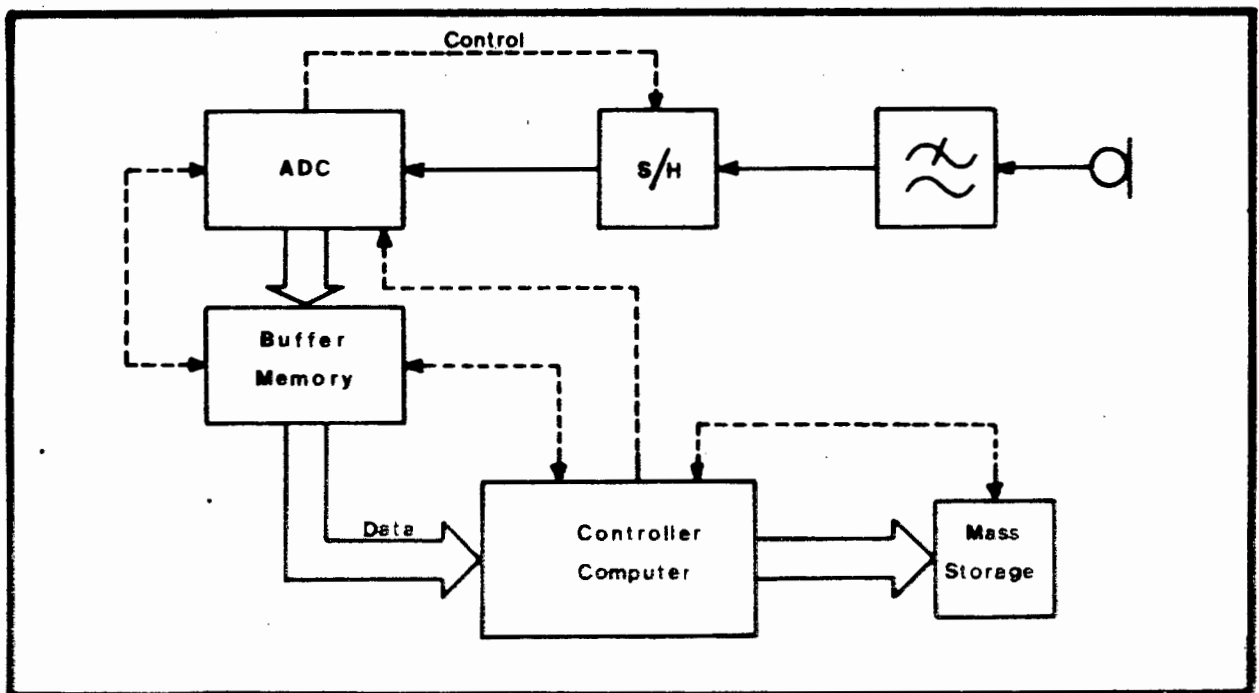 Control
ADC
S/H
Buffer
Memory
Data
Controller
Computer
Mass
Storage